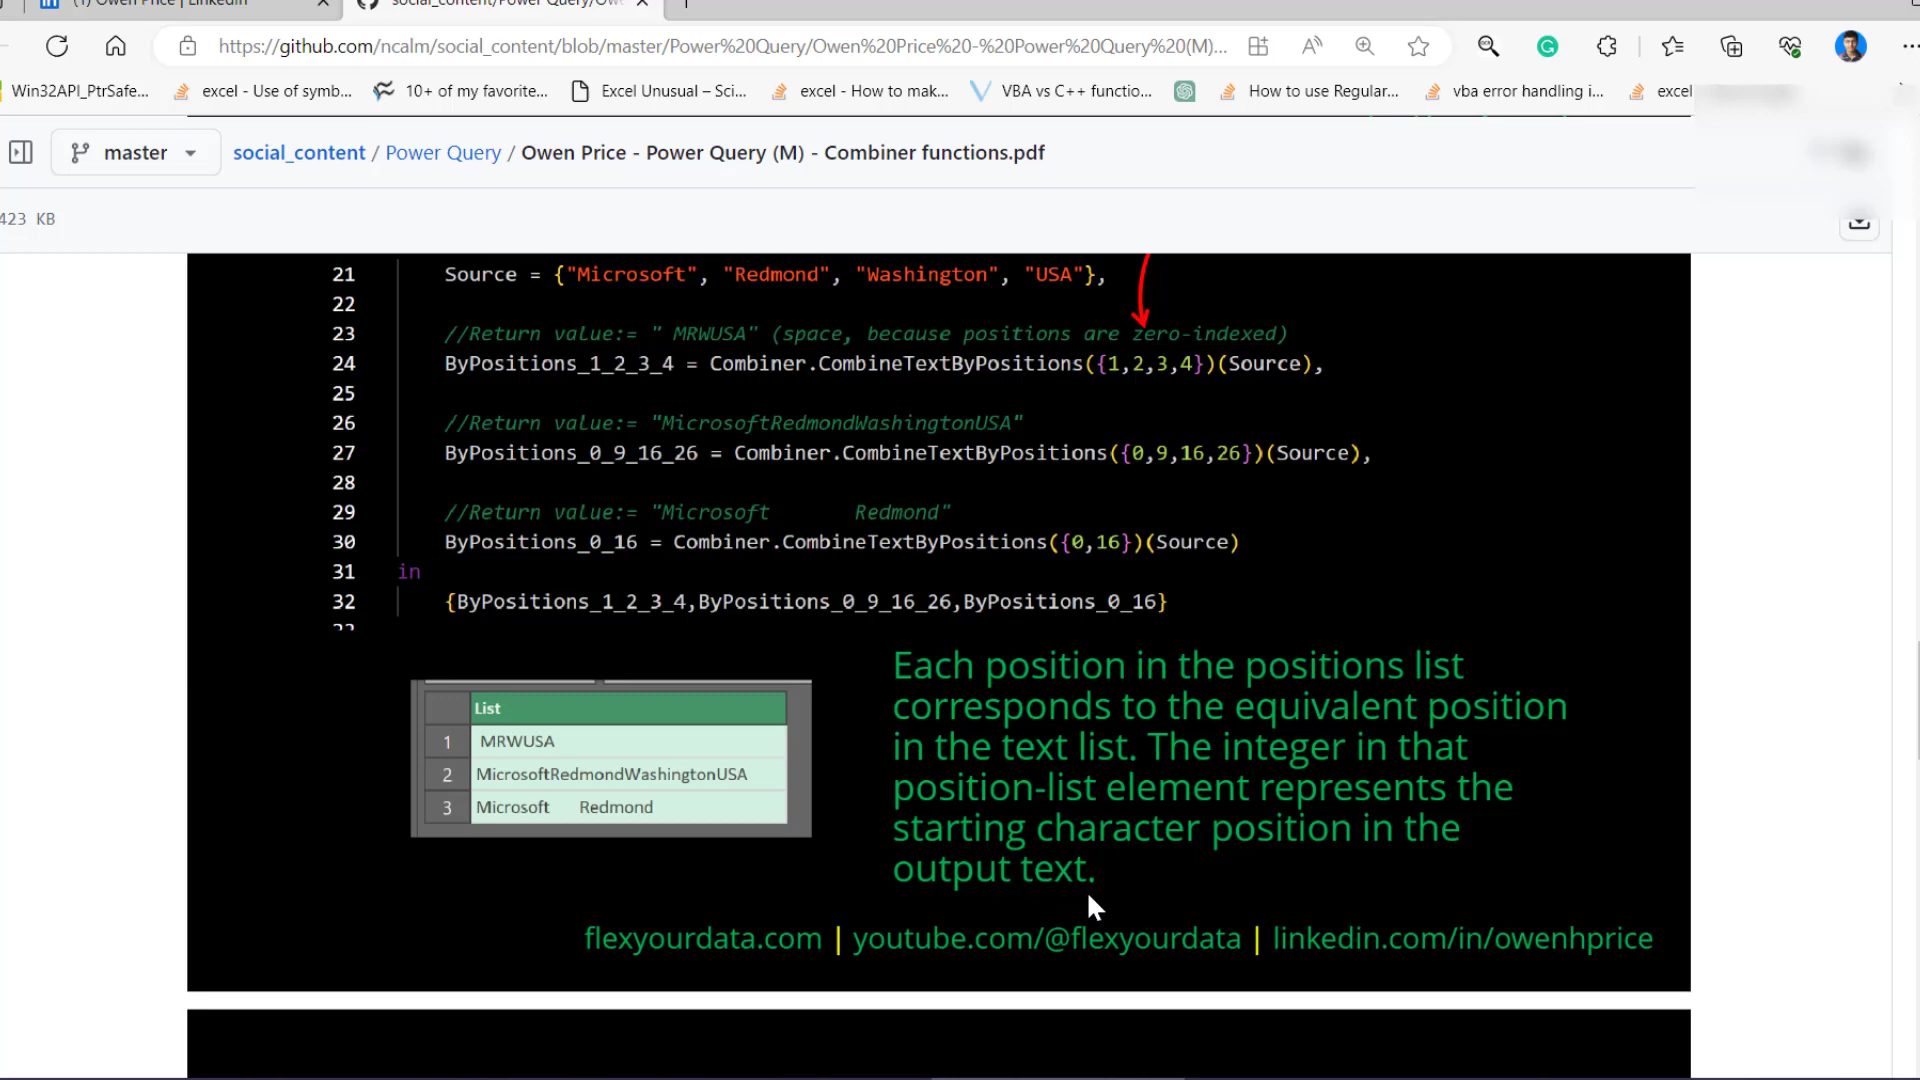 (1) Owen Price | LinkedIn
social_content/Power Query/Owe
https://github.com/ncalm/social_content/blob/master/Power%20Query/Owen%20Price%20-%20Power%20Query%20(M)...
Win32API_PtrSafe... excel - Use of symb... 10+ of my favorite... Excel Unusual – Sci... excel - How to mak... VBA vs C++ functio... How to use Regular... vba error handling i... excel
master social_content / Power Query / Owen Price - Power Query (M) - Combiner functions.pdf
423 KB
21 Source = {"Microsoft", "Redmond", "Washington", "USA"},
22
23 //Return value:= " MRWUSA" (space, because positions are zero-indexed)
24 ByPositions_1_2_3_4 = Combiner.CombineTextByPositions({1,2,3,4})(Source),
25
26 //Return value:= "MicrosoftRedmondWashingtonUSA"
27 ByPositions_0_9_16_26 = Combiner.CombineTextByPositions({0,9,16,26})(Source),
28
29 //Return value:= "Microsoft       Redmond"
30 ByPositions_0_16 = Combiner.CombineTextByPositions({0,16})(Source)
31 in
32 {ByPositions_1_2_3_4,ByPositions_0_9_16_26,ByPositions_0_16}
List
1 MRWUSA
2 MicrosoftRedmondWashingtonUSA
3 Microsoft       Redmond
Each position in the positions list
corresponds to the equivalent position
in the text list. The integer in that
position-list element represents the
starting character position in the
output text.
flexyourdata.com | youtube.com/@flexyourdata | linkedin.com/in/owenhprice